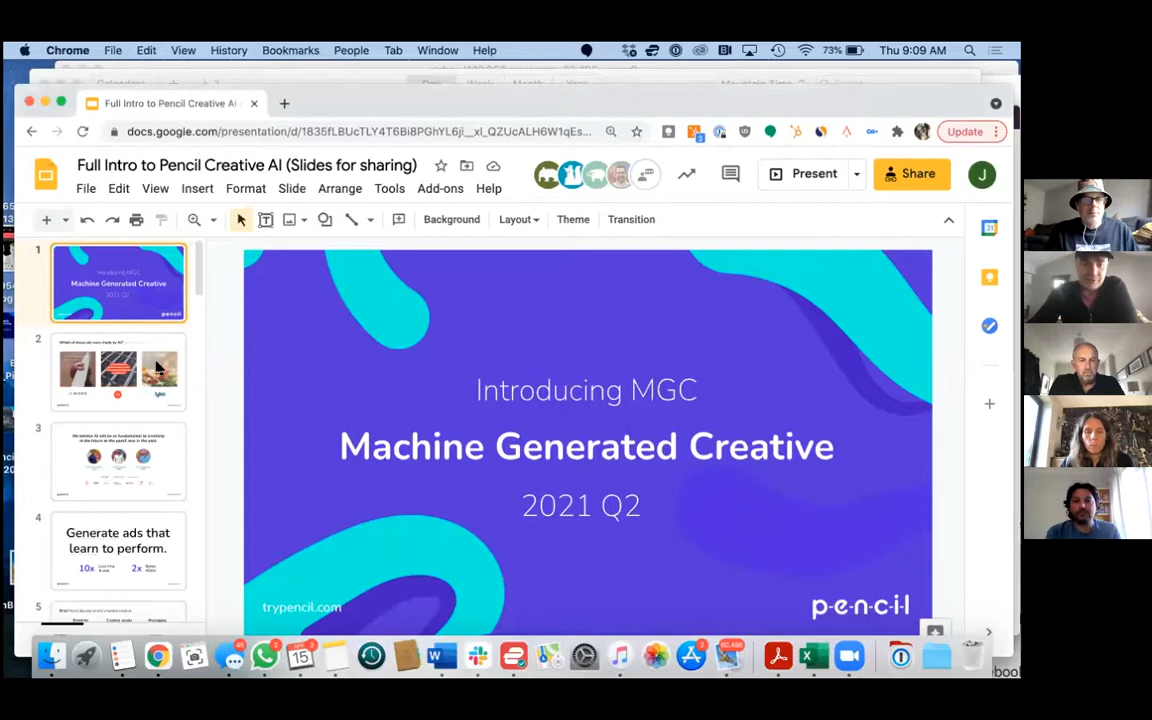 Chrome File Edit View History Bookmarks People Tab Window Help 73% Thu 9:09 AM
Full Intro to Pencil Creative AI
docs.google.com/presentation/d/1835fLBUcTLY4T6Bi8PGhYL6ji__xl_QZUcALH6W1qEs... Update
Full Intro to Pencil Creative AI (Slides for sharing)
File Edit View Insert Format Slide Arrange Tools Add-ons Help
Present Share J
Background Layout Theme Transition
1
Introducing MGC
Machine Generated Creative
2021 Q2
pencil
2
3
4
Generate ads that
learn to perform.
10x 2x
5
Introducing MGC
Machine Generated Creative
2021 Q2
trypencil.com
p-e-n-c-i-l
APR
15